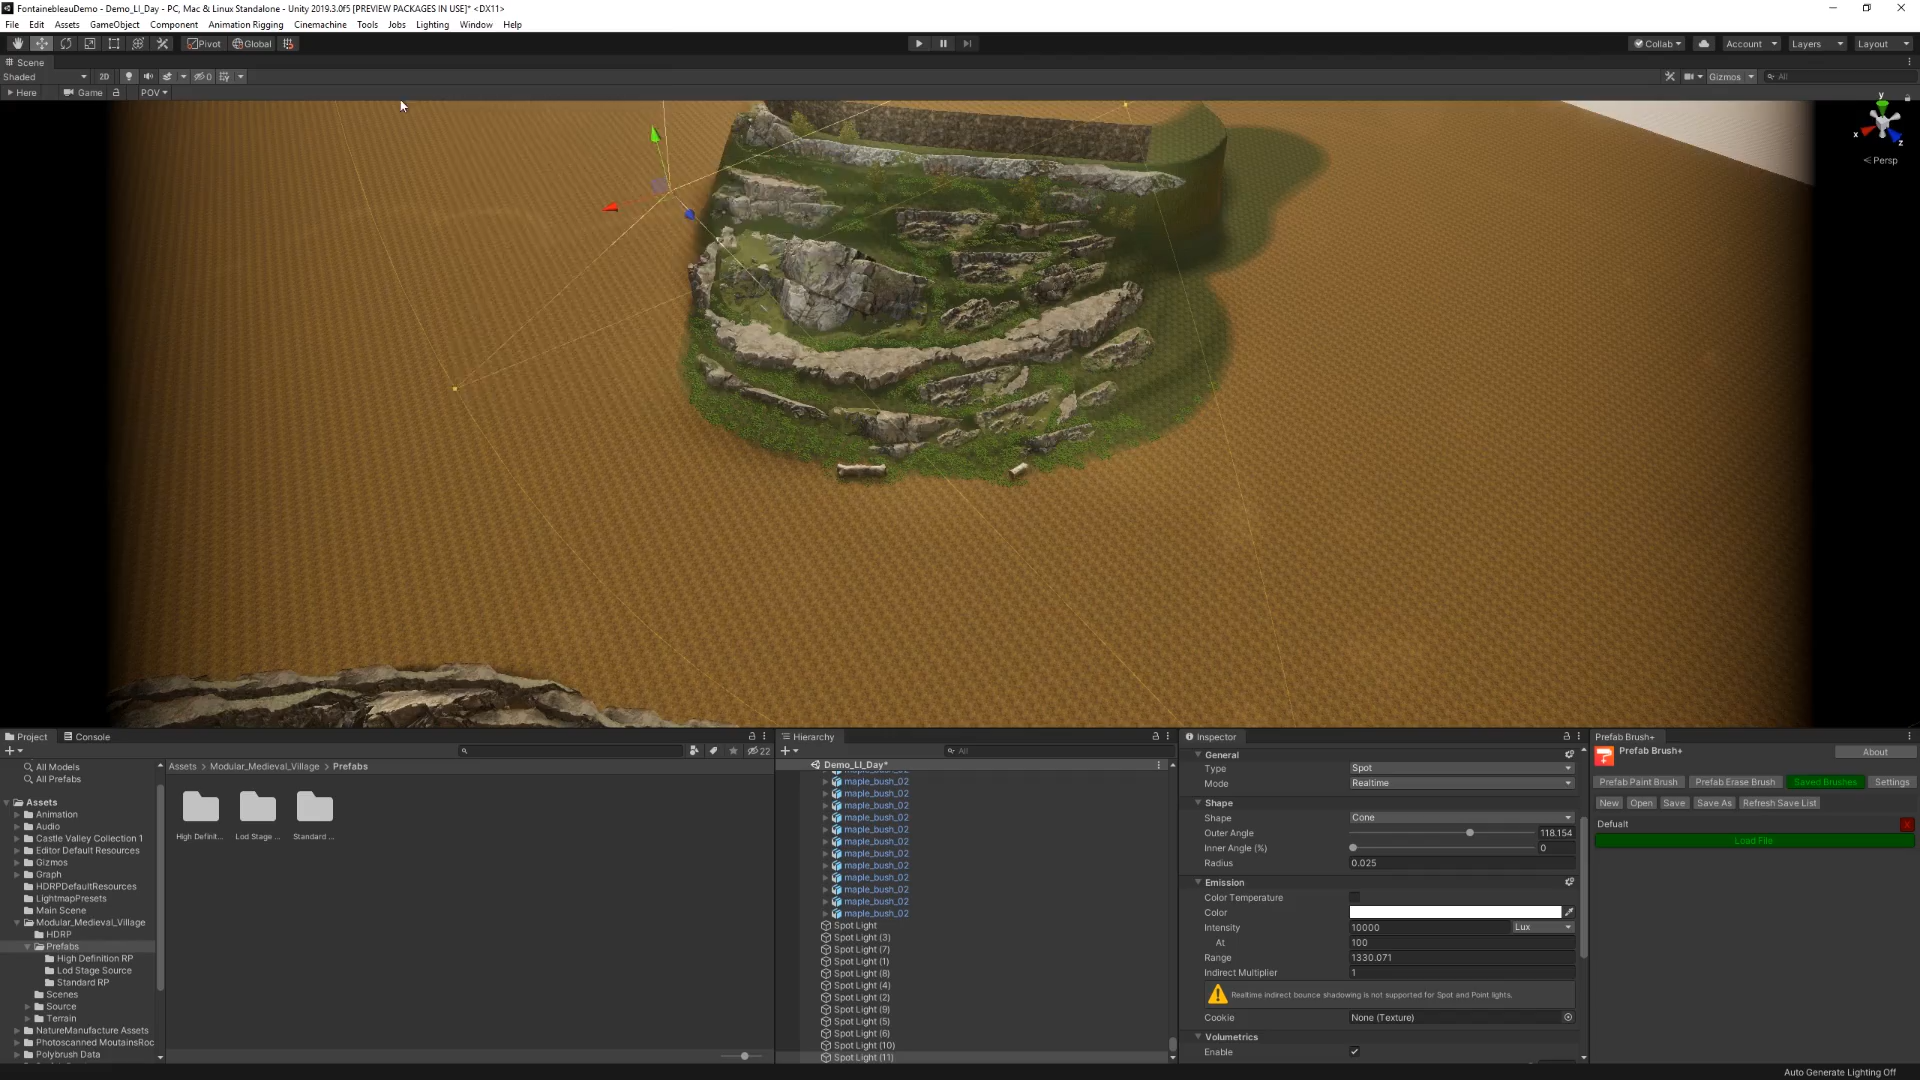 FontainebleauDemo - Demo_LI_Day - PC, Mac & Linux Standalone - Unity 2019.3.0f5 [PREVIEW PACKAGES IN USE]* <DX11>
File Edit Assets GameObject Component Animation Rigging Cinemachine Tools Jobs Lighting Window Help
Pivot Global Collab Account Layers Layout
Scene
Shaded 2D 0 Gizmos All
Here Game POV
y
x
z
Persp
Project Console
22
All Models
All Prefabs
Assets
Animation
Audio
Castle Valley Collection 1
Editor Default Resources
Gizmos
Graph
HDRPDefaultResources
LightmapPresets
Main Scene
Modular_Medieval_Village
HDRP
Prefabs
High Definition RP
Lod Stage Source
Standard RP
Scenes
Source
Terrain
NatureManufacture Assets
Photoscanned MoutainsRoc
Polybrush Data
Assets > Modular_Medieval_Village > Prefabs
High Definit... Lod Stage ... Standard ...
Hierarchy
All
Demo_LI_Day*
maple_bush_02
maple_bush_02
maple_bush_02
maple_bush_02
maple_bush_02
maple_bush_02
maple_bush_02
maple_bush_02
maple_bush_02
maple_bush_02
maple_bush_02
maple_bush_02
maple_bush_02
Spot Light
Spot Light (3)
Spot Light (7)
Spot Light (1)
Spot Light (8)
Spot Light (4)
Spot Light (2)
Spot Light (9)
Spot Light (5)
Spot Light (6)
Spot Light (10)
Spot Light (11)
Inspector
General
Type Spot
Mode Realtime
Shape
Shape Cone
Outer Angle 118.154
Inner Angle (%) 0
Radius 0.025
Emission
Color Temperature
Color
Intensity 10000 Lux
At 100
Range 1330.071
Indirect Multiplier 1
Realtime indirect bounce shadowing is not supported for Spot and Point lights.
Cookie None (Texture)
Volumetrics
Enable
Prefab Brush+
Prefab Brush+ About
Prefab Paint Brush Prefab Erase Brush Saved Brushes Settings
New Open Save Save As Refresh Save List
Defualt X
Load File
Auto Generate Lighting Off